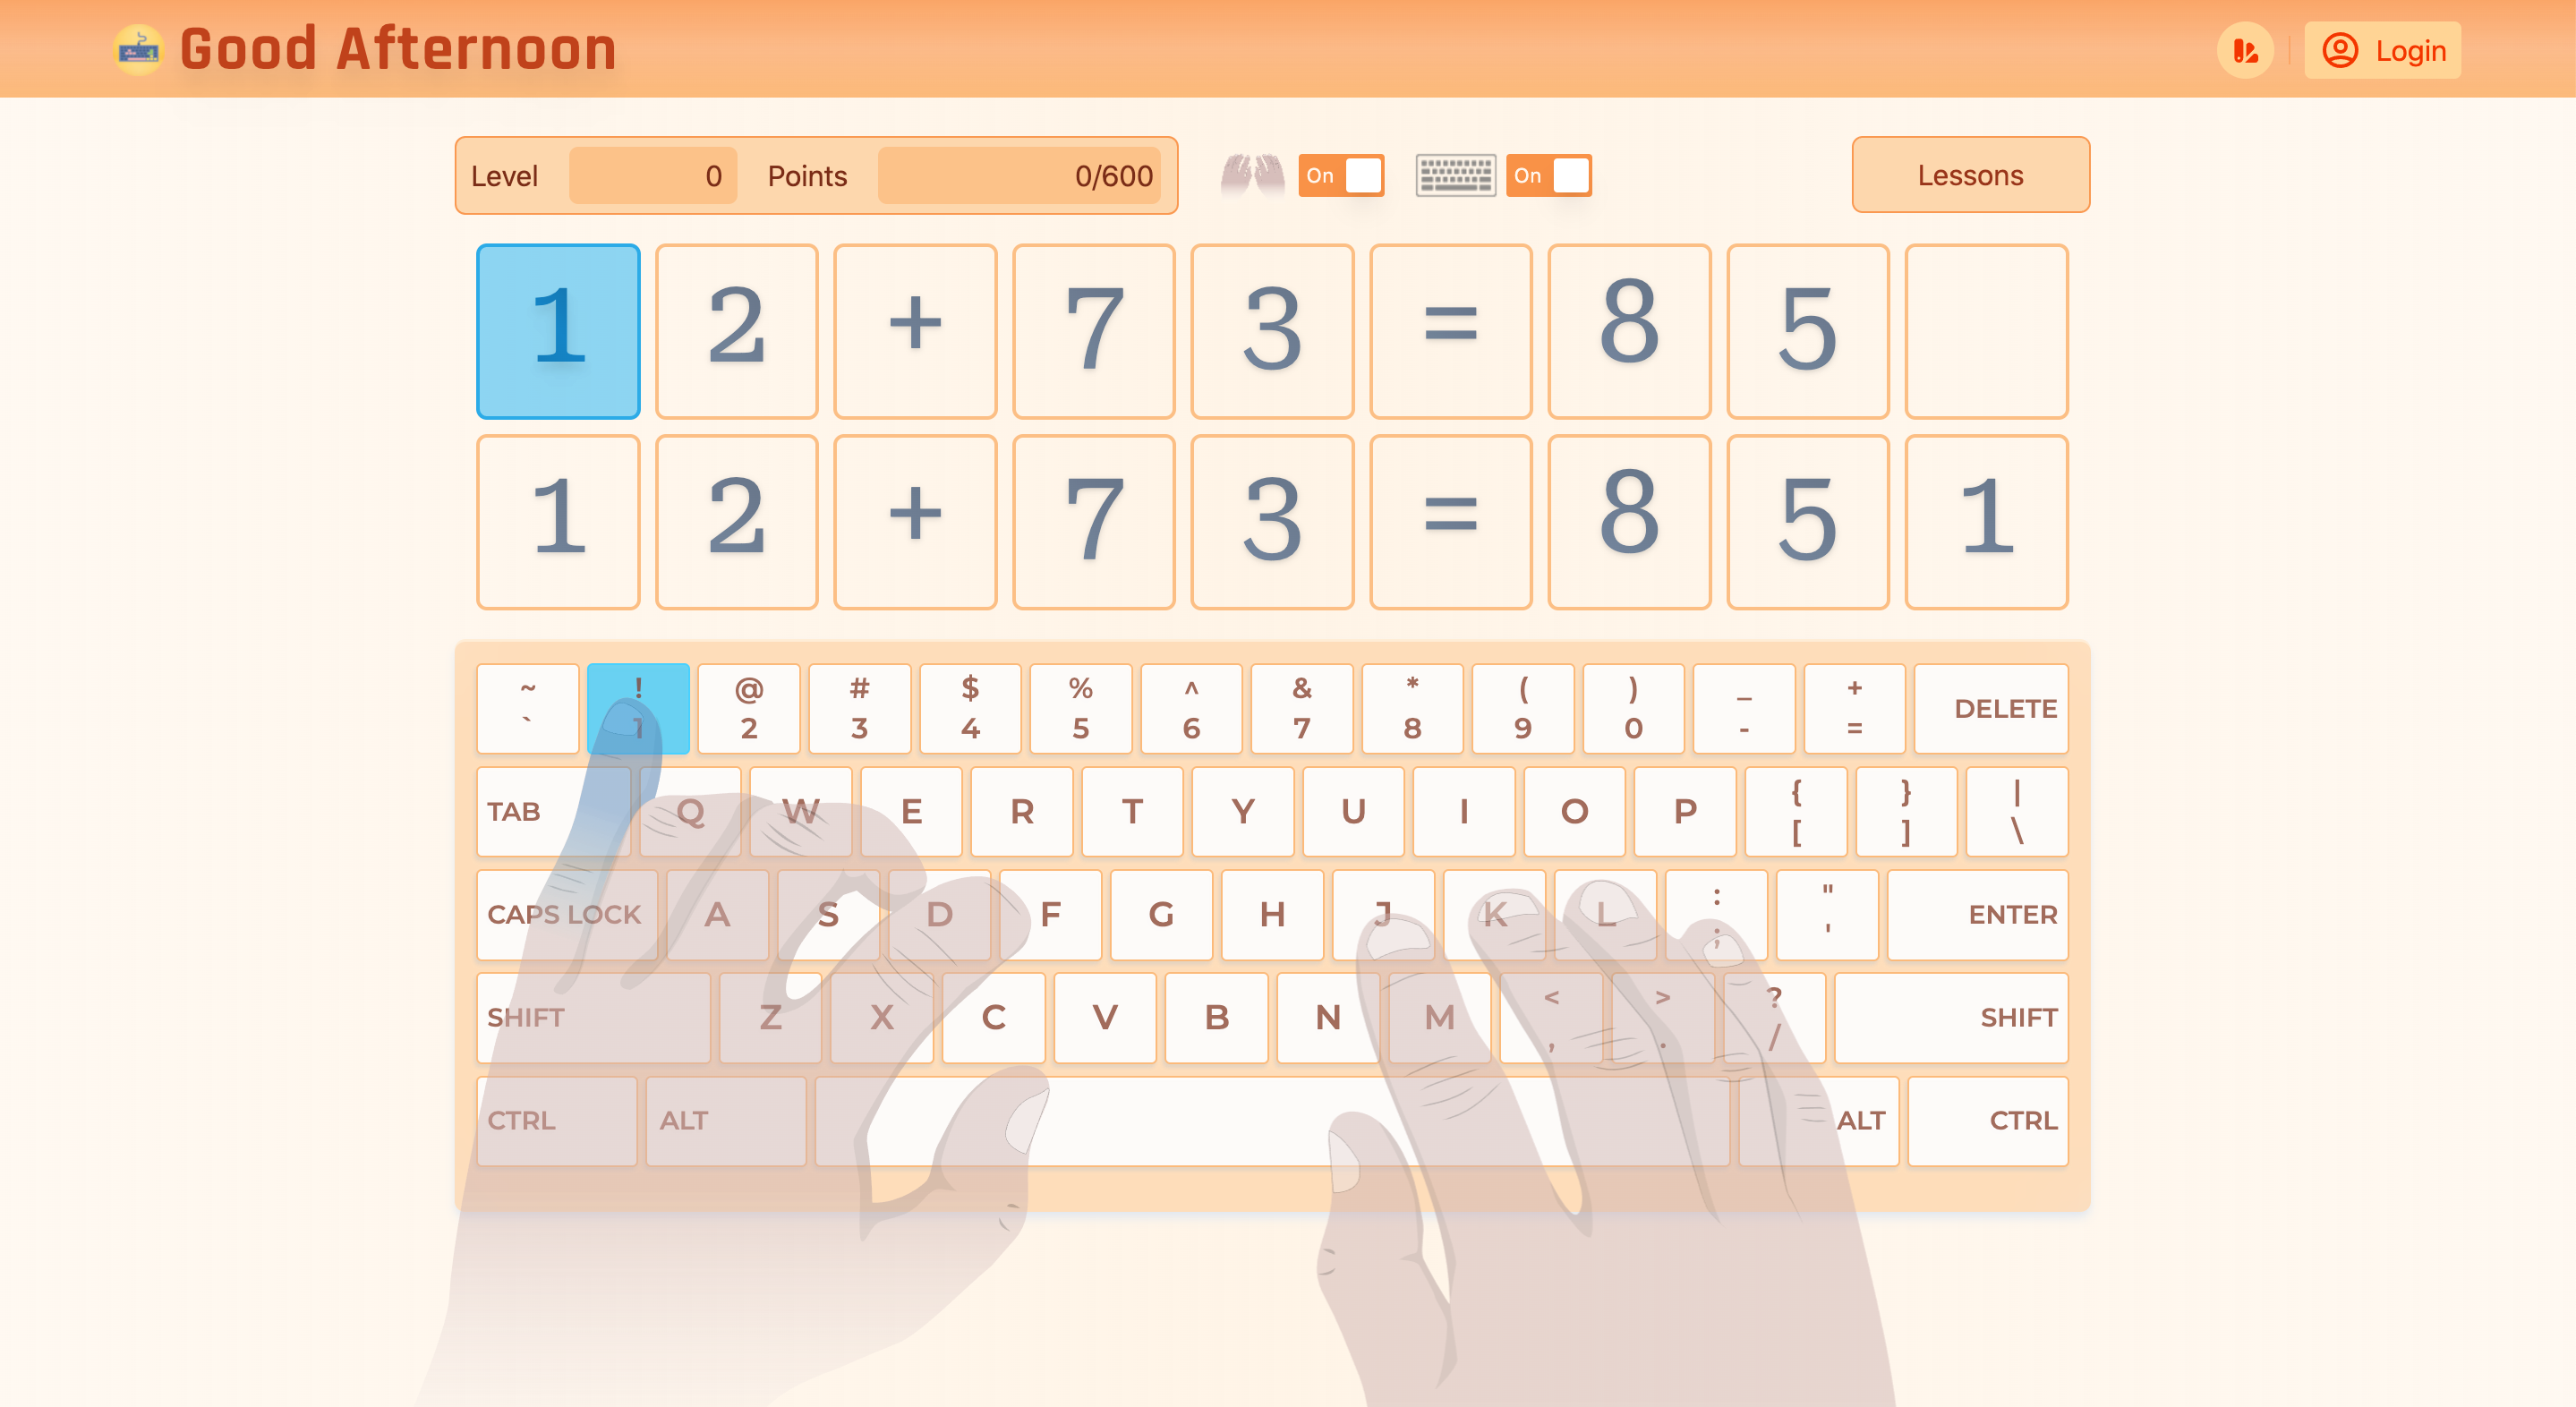 Good Afternoon
Login
Level 0 Points 0/600 On On Lessons
1 2 + 7 3 = 8 5
1 2 + 7 3 = 8 5 1
~ ! @ # $ % ^ & * ( ) _ +
` 1 2 3 4 5 6 7 8 9 0 - = DELETE
TAB Q W E R T Y U I O P { [ } ] | \
CAPS LOCK A S D F G H J K L : ; " ' ENTER
SHIFT Z X C V B N M < , > . ? / SHIFT
CTRL ALT ALT CTRL